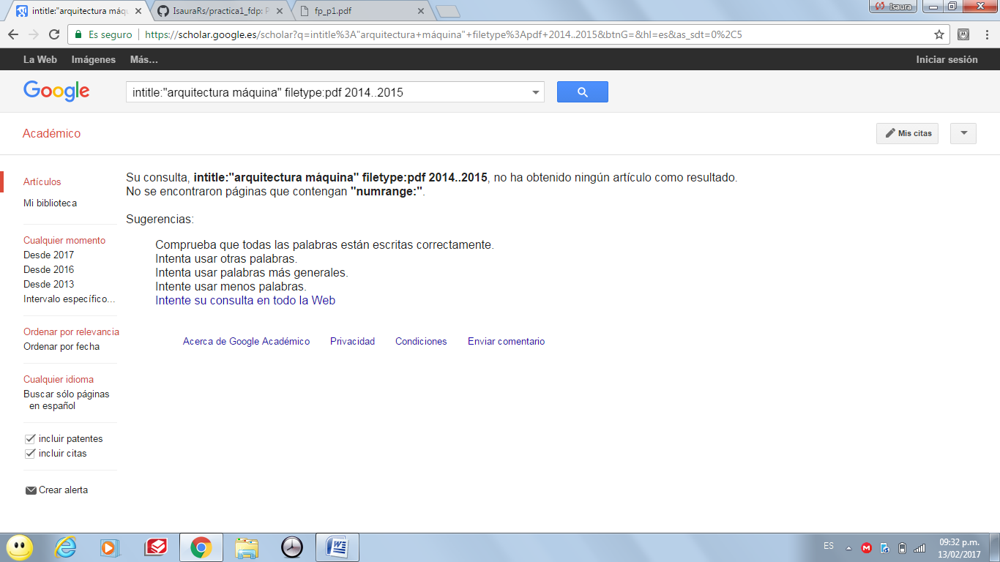 intitle:"arquitectura máqu
IsauraRs/practica1_fdp: P
fp_p1.pdf
Isaura
Es seguro
https://scholar.google.es/scholar?q=intitle%3A"arquitectura+máquina"+filetype%3Apdf+2014..2015&btnG=&hl=es&as_sdt=0%2C5
La Web Imágenes Más... Iniciar sesión
Google
intitle:"arquitectura máquina" filetype:pdf 2014..2015
Académico
Mis citas
Artículos
Mi biblioteca
Cualquier momento
Desde 2017
Desde 2016
Desde 2013
Intervalo específico...
Ordenar por relevancia
Ordenar por fecha
Cualquier idioma
Buscar sólo páginas
en español
incluir patentes
incluir citas
Crear alerta
Su consulta, intitle:"arquitectura máquina" filetype:pdf 2014..2015, no ha obtenido ningún artículo como resultado.
No se encontraron páginas que contengan "numrange:".
Sugerencias:
Comprueba que todas las palabras están escritas correctamente.
Intenta usar otras palabras.
Intenta usar palabras más generales.
Intente usar menos palabras.
Intente su consulta en todo la Web
Acerca de Google Académico Privacidad Condiciones Enviar comentario
ES
09:32 p.m.
13/02/2017